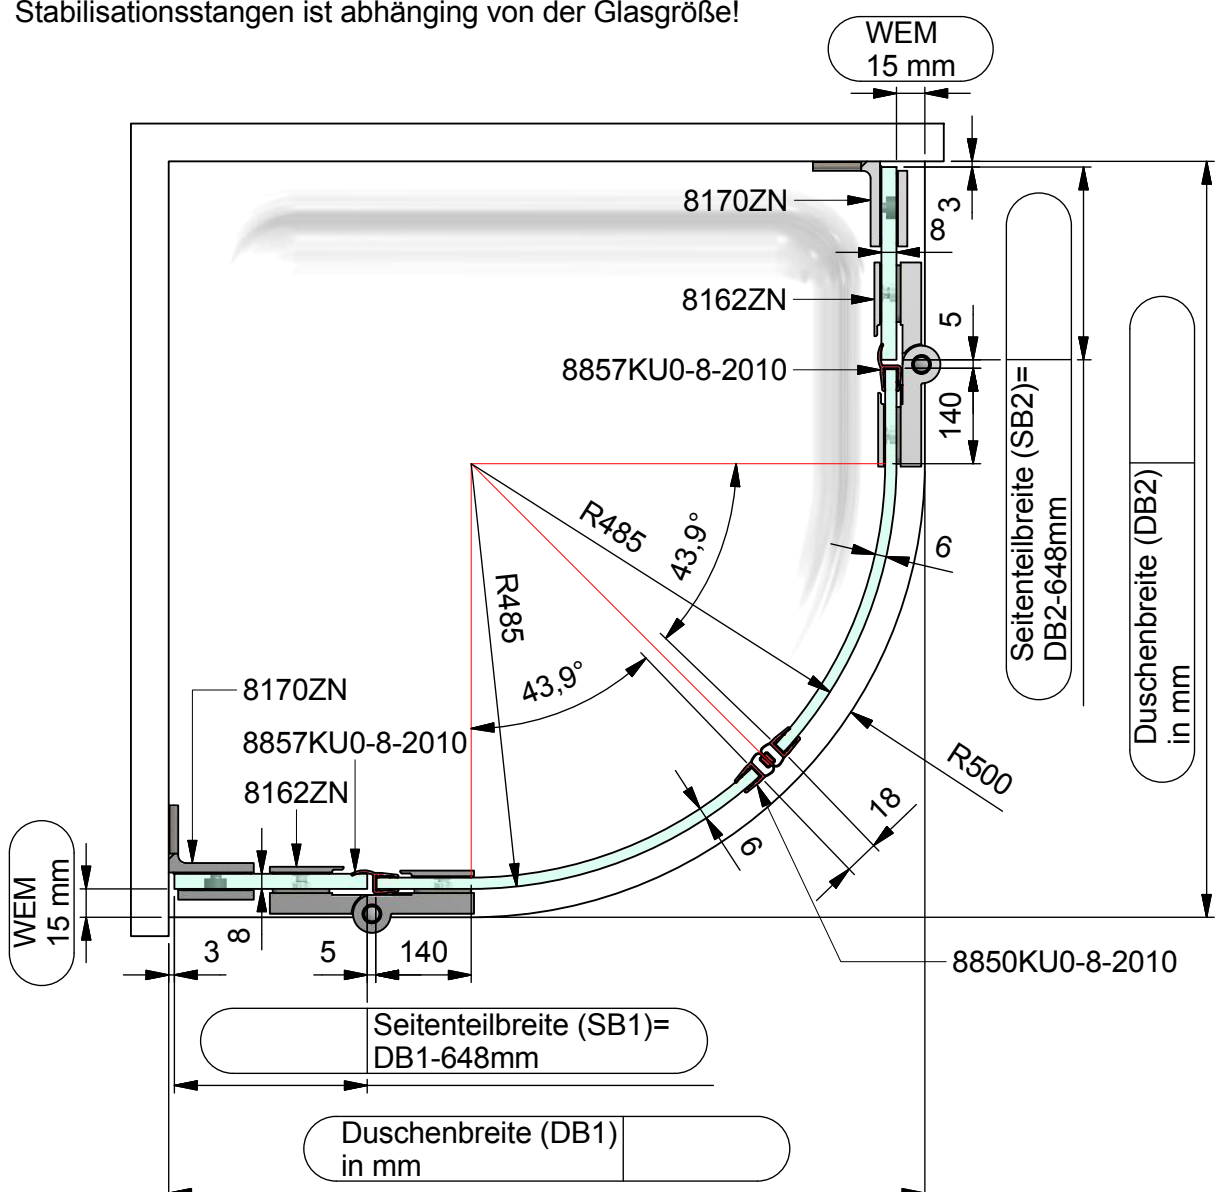 Stabilisationsstangen ist abhänging von der Glasgröße!
WEM
15 mm
8170ZN
3
8
8162ZN
5
8857KU0-8-2010
140
Seitenteilbreite (SB2)=
DB2-648mm
Duschenbreite (DB2)
in mm
R485
43,9°
6
R485
43,9°
8170ZN
8857KU0-8-2010
8162ZN
R500
18
6
WEM
15 mm
3
8
5
140
8850KU0-8-2010
Seitenteilbreite (SB1)=
DB1-648mm
Duschenbreite (DB1)
in mm